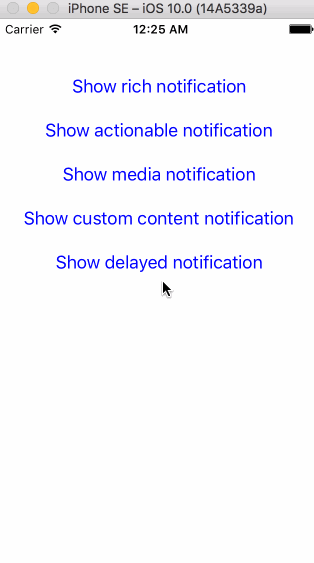 iPhone SE – iOS 10.0 (14A5339a)
Carrier 12:25 AM
Show rich notification
Show actionable notification
Show media notification
Show custom content notification
Show delayed notification